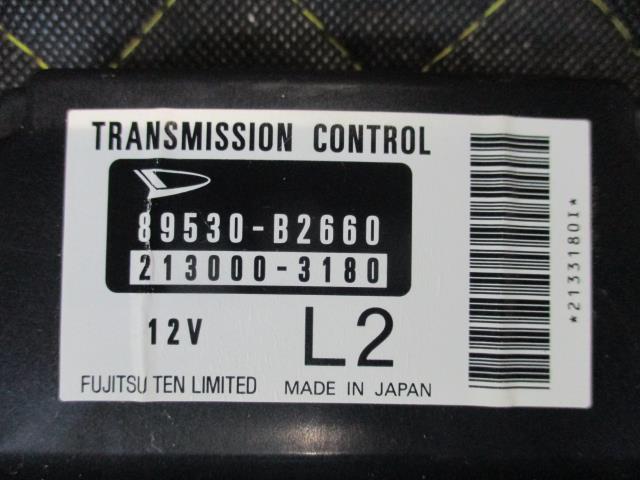 TRANSMISSION CONTROL
89530-B2660
213000-3180
12V
L2
FUJITSU TEN LIMITED
MADE IN JAPAN
*2133180I*